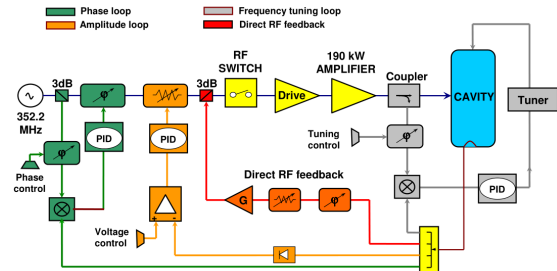 Phase loop
Amplitude loop
Frequency tuning loop
Direct RF feedback
352.2
MHz
3dB
φ
3dB
RF
SWITCH
Drive
190 kW
AMPLIFIER
Coupler
CAVITY
Tuner
PID
PID
φ
Phase
control
Tuning
control
φ
PID
Direct RF feedback
G
φ
Voltage
control
+
-